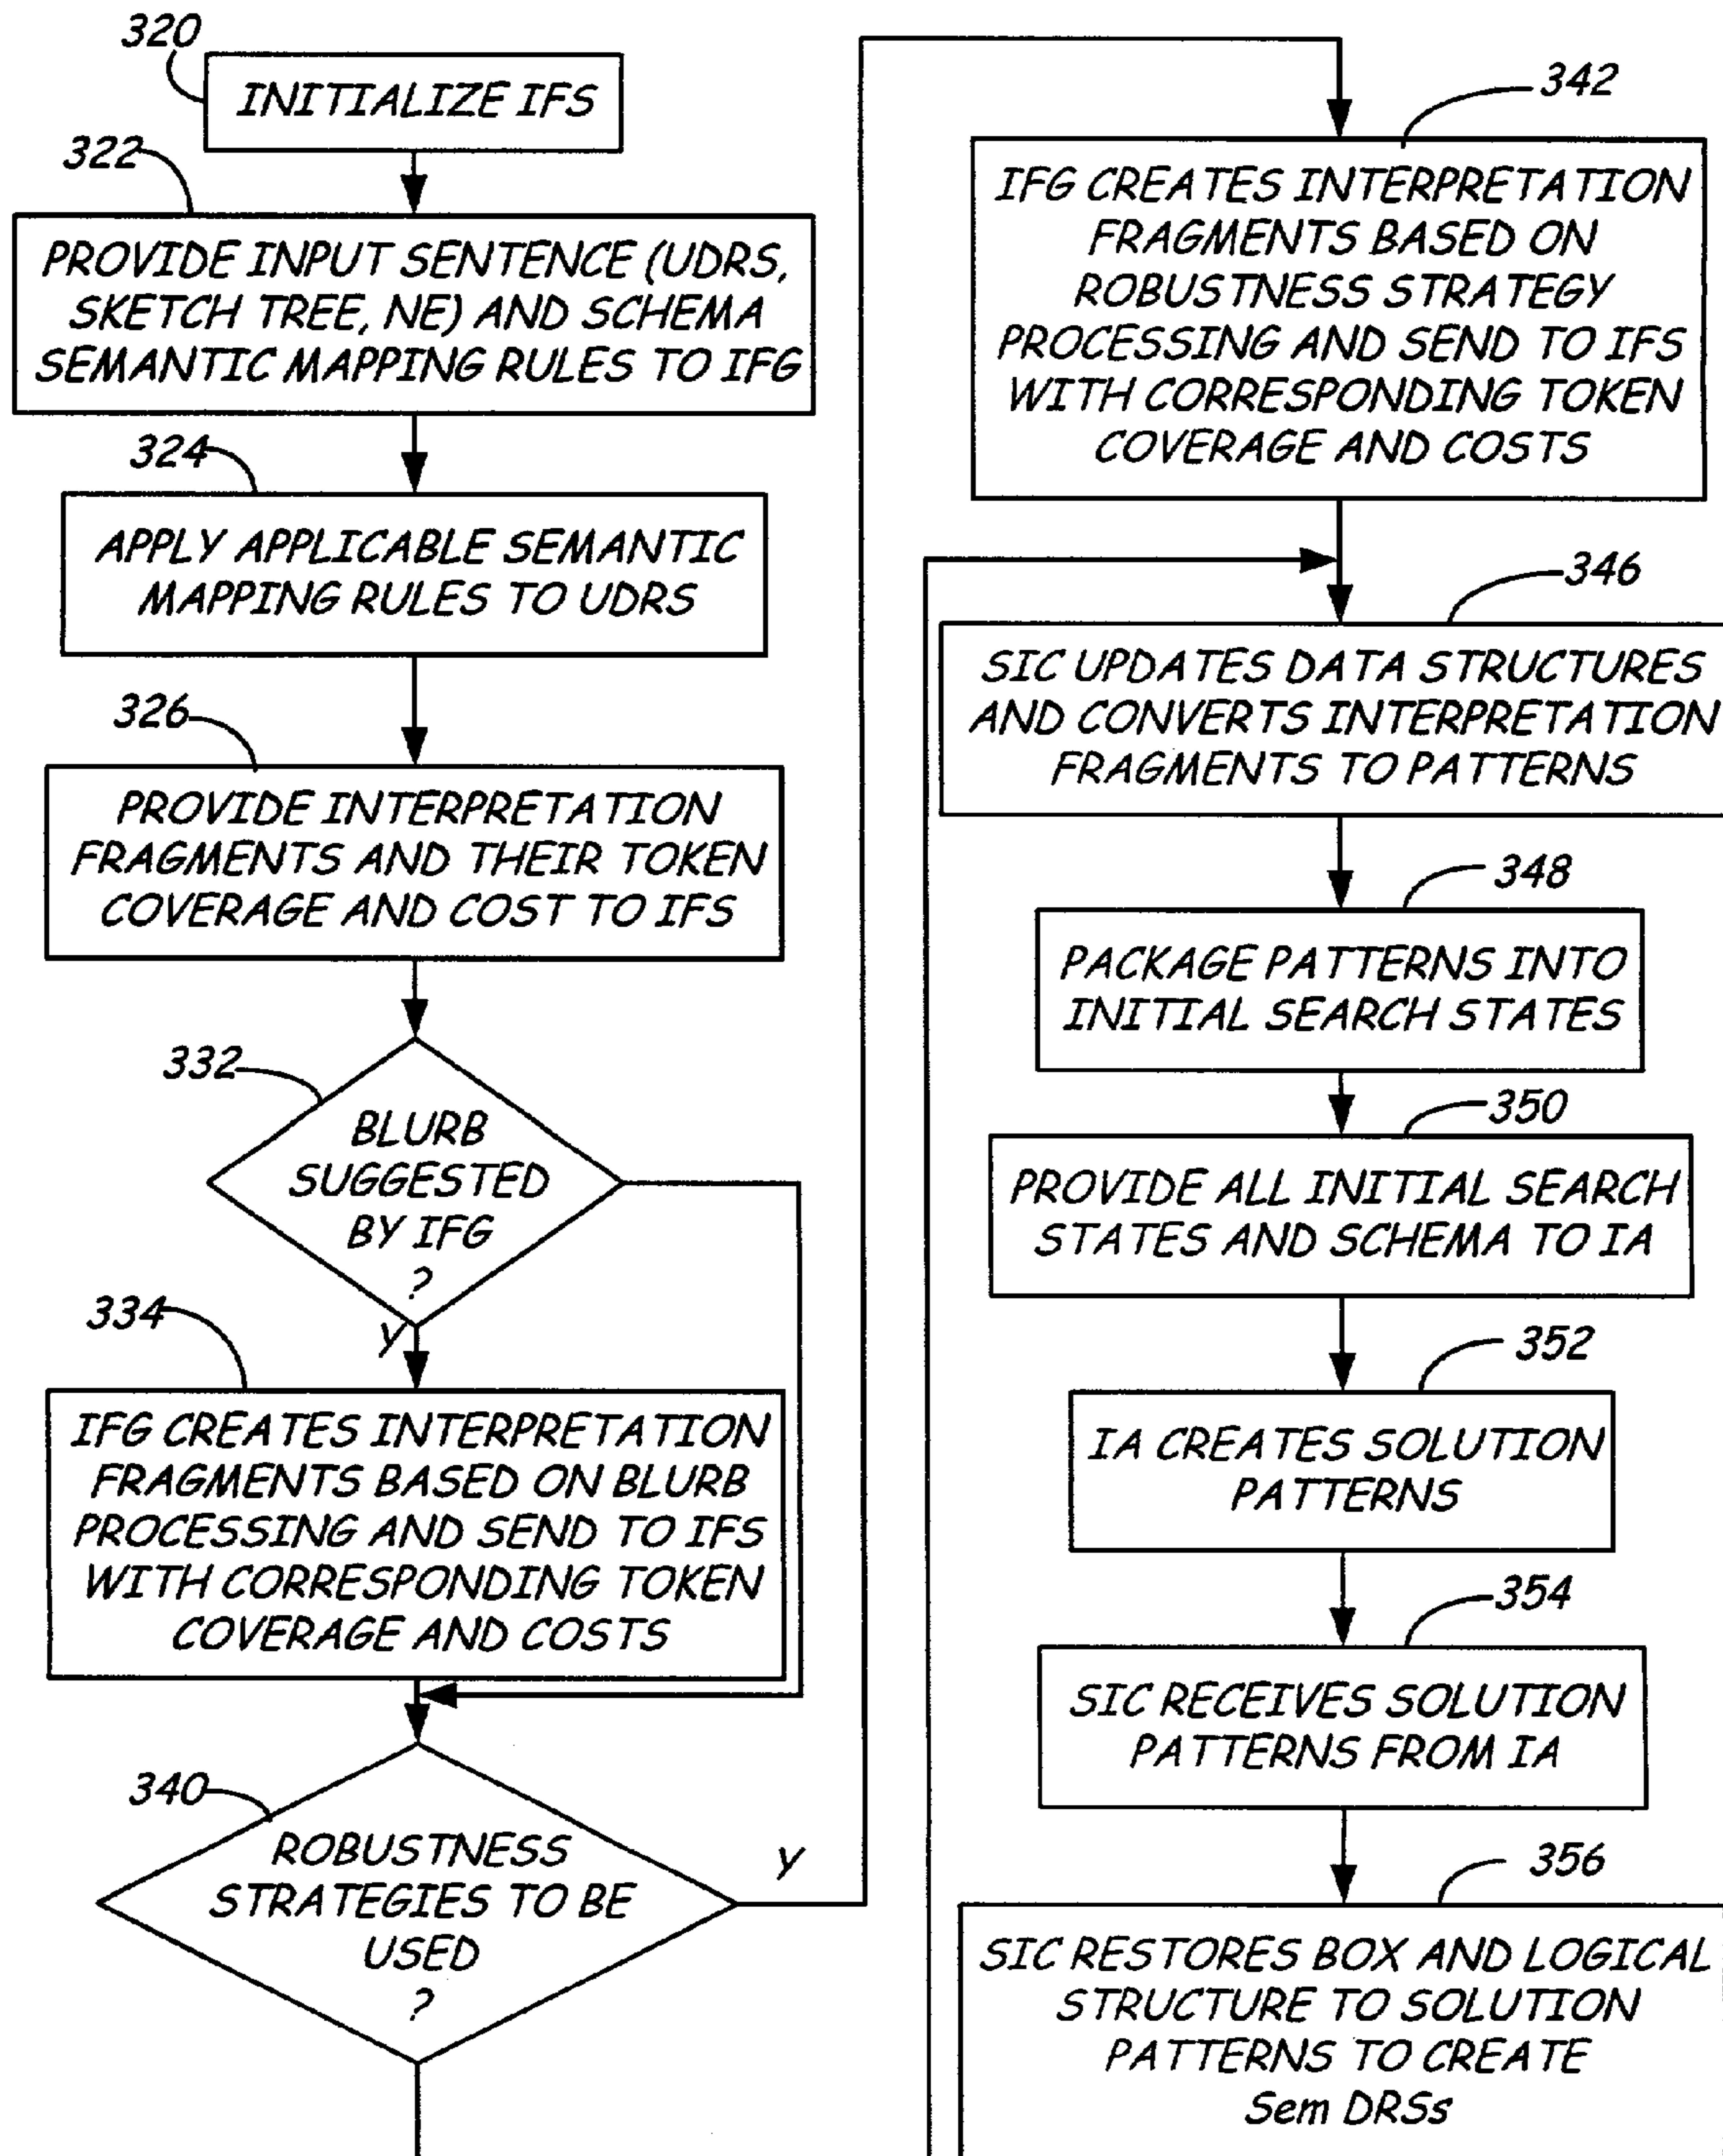 320
INITIALIZE IFS
322
PROVIDE INPUT SENTENCE (UDRS,
SKETCH TREE, NE) AND SCHEMA
SEMANTIC MAPPING RULES TO IFG
324
APPLY APPLICABLE SEMANTIC
MAPPING RULES TO UDRS
326
PROVIDE INTERPRETATION
FRAGMENTS AND THEIR TOKEN
COVERAGE AND COST TO IFS
332
BLURB
SUGGESTED
BY IFG
?
Y
334
IFG CREATES INTERPRETATION
FRAGMENTS BASED ON BLURB
PROCESSING AND SEND TO IFS
WITH CORRESPONDING TOKEN
COVERAGE AND COSTS
340
ROBUSTNESS
STRATEGIES TO BE
USED
?
Y
342
IFG CREATES INTERPRETATION
FRAGMENTS BASED ON
ROBUSTNESS STRATEGY
PROCESSING AND SEND TO IFS
WITH CORRESPONDING TOKEN
COVERAGE AND COSTS
346
SIC UPDATES DATA STRUCTURES
AND CONVERTS INTERPRETATION
FRAGMENTS TO PATTERNS
348
PACKAGE PATTERNS INTO
INITIAL SEARCH STATES
350
PROVIDE ALL INITIAL SEARCH
STATES AND SCHEMA TO IA
352
IA CREATES SOLUTION
PATTERNS
354
SIC RECEIVES SOLUTION
PATTERNS FROM IA
356
SIC RESTORES BOX AND LOGICAL
STRUCTURE TO SOLUTION
PATTERNS TO CREATE
Sem DRSs